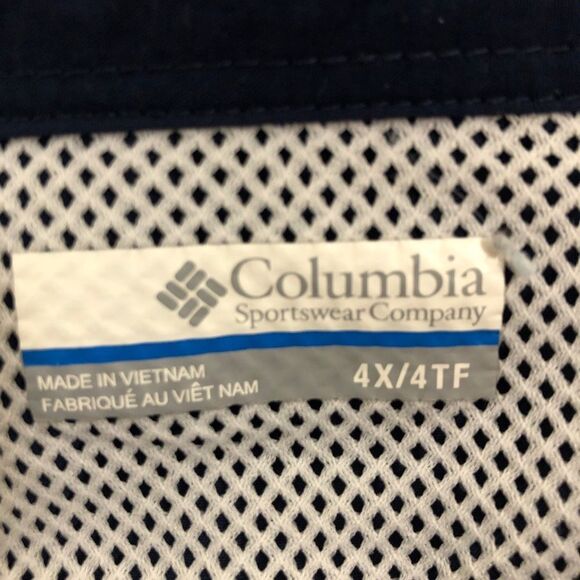 Columbia
Sportswear Company
MADE IN VIETNAM
FABRIQUÉ AU VIÊT NAM
4X/4TF